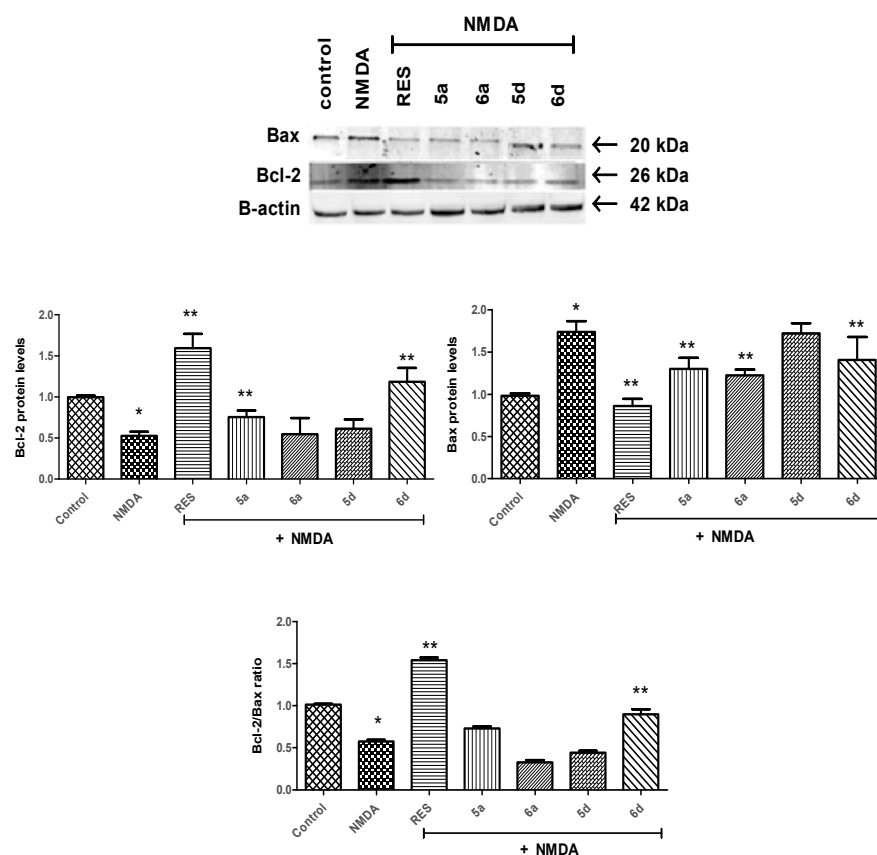 NMDA
control NMDA RES 5a 6a 5d 6d
Bax ← 20 kDa
Bcl-2 ← 26 kDa
B-actin ← 42 kDa
Bcl-2 protein levels
2.0
1.5
1.0
0.5
0.0
* ** ** **
Control NMDA RES 5a 6a 5d 6d
+ NMDA
Bax protein levels
2.0
1.5
1.0
0.5
0.0
* ** ** ** **
Control NMDA RES 5a 6a 5d 6d
+ NMDA
Bcl-2/Bax ratio
2.0
1.5
1.0
0.5
0.0
* ** **
Control NMDA RES 5a 6a 5d 6d
+ NMDA